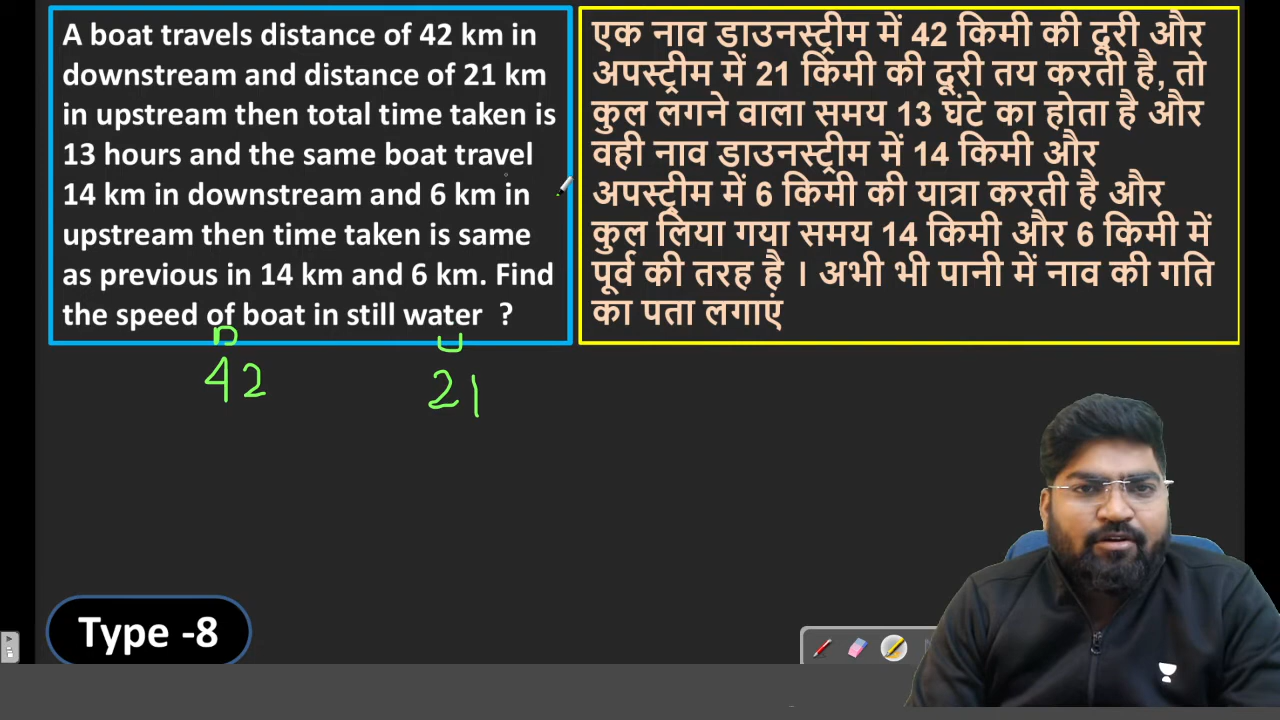 A boat travels distance of 42 km in
downstream and distance of 21 km
in upstream then total time taken is
13 hours and the same boat travel
14 km in downstream and 6 km in
upstream then time taken is same
as previous in 14 km and 6 km. Find
the speed of boat in still water ?
एक नाव डाउनस्ट्रीम में 42 किमी की दूरी और
अपस्ट्रीम में 21 किमी की दूरी तय करती है, तो
कुल लगने वाला समय 13 घंटे का होता है और
वही नाव डाउनस्ट्रीम में 14 किमी और
अपस्ट्रीम में 6 किमी की यात्रा करती है और
कुल लिया गया समय 14 किमी और 6 किमी में
पूर्व की तरह है । अभी भी पानी में नाव की गति
का पता लगाएं
D U
42 21
Type -8